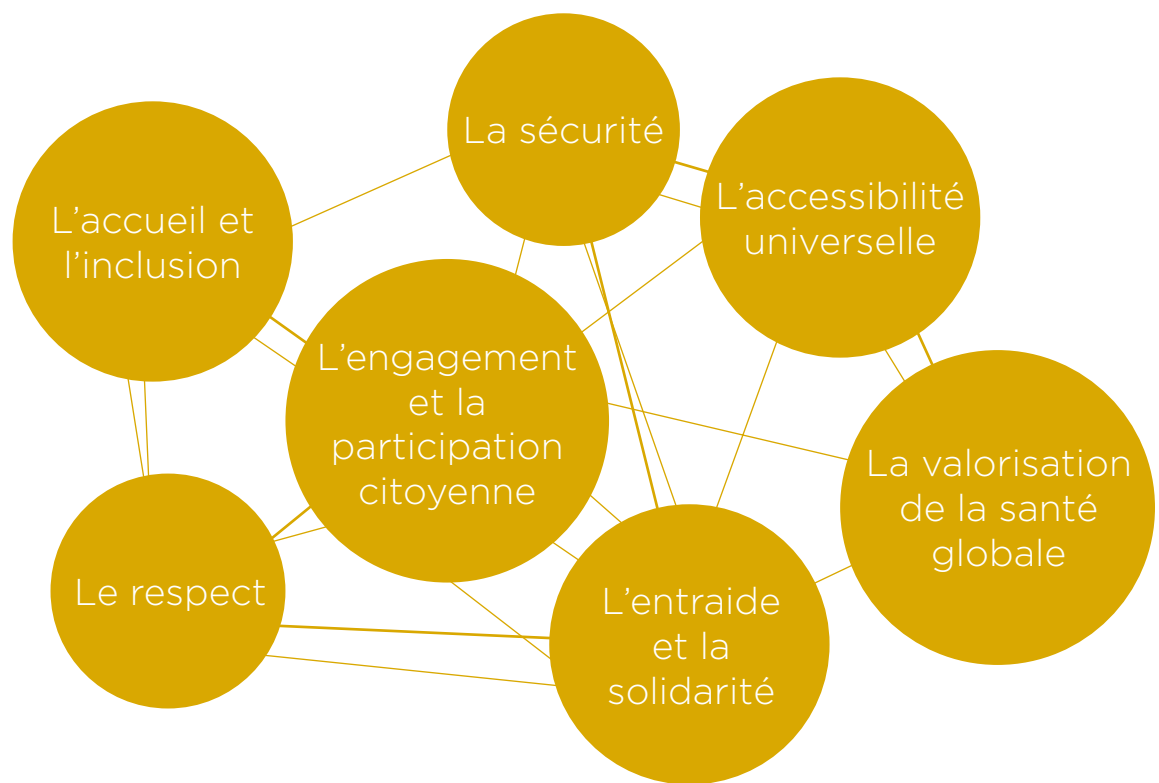 La sécurité
L'accessibilité
universelle
L'accueil et
l'inclusion
L'engagement
et la
participation
citoyenne
La valorisation
de la santé
globale
Le respect
L'entraide
et la
solidarité